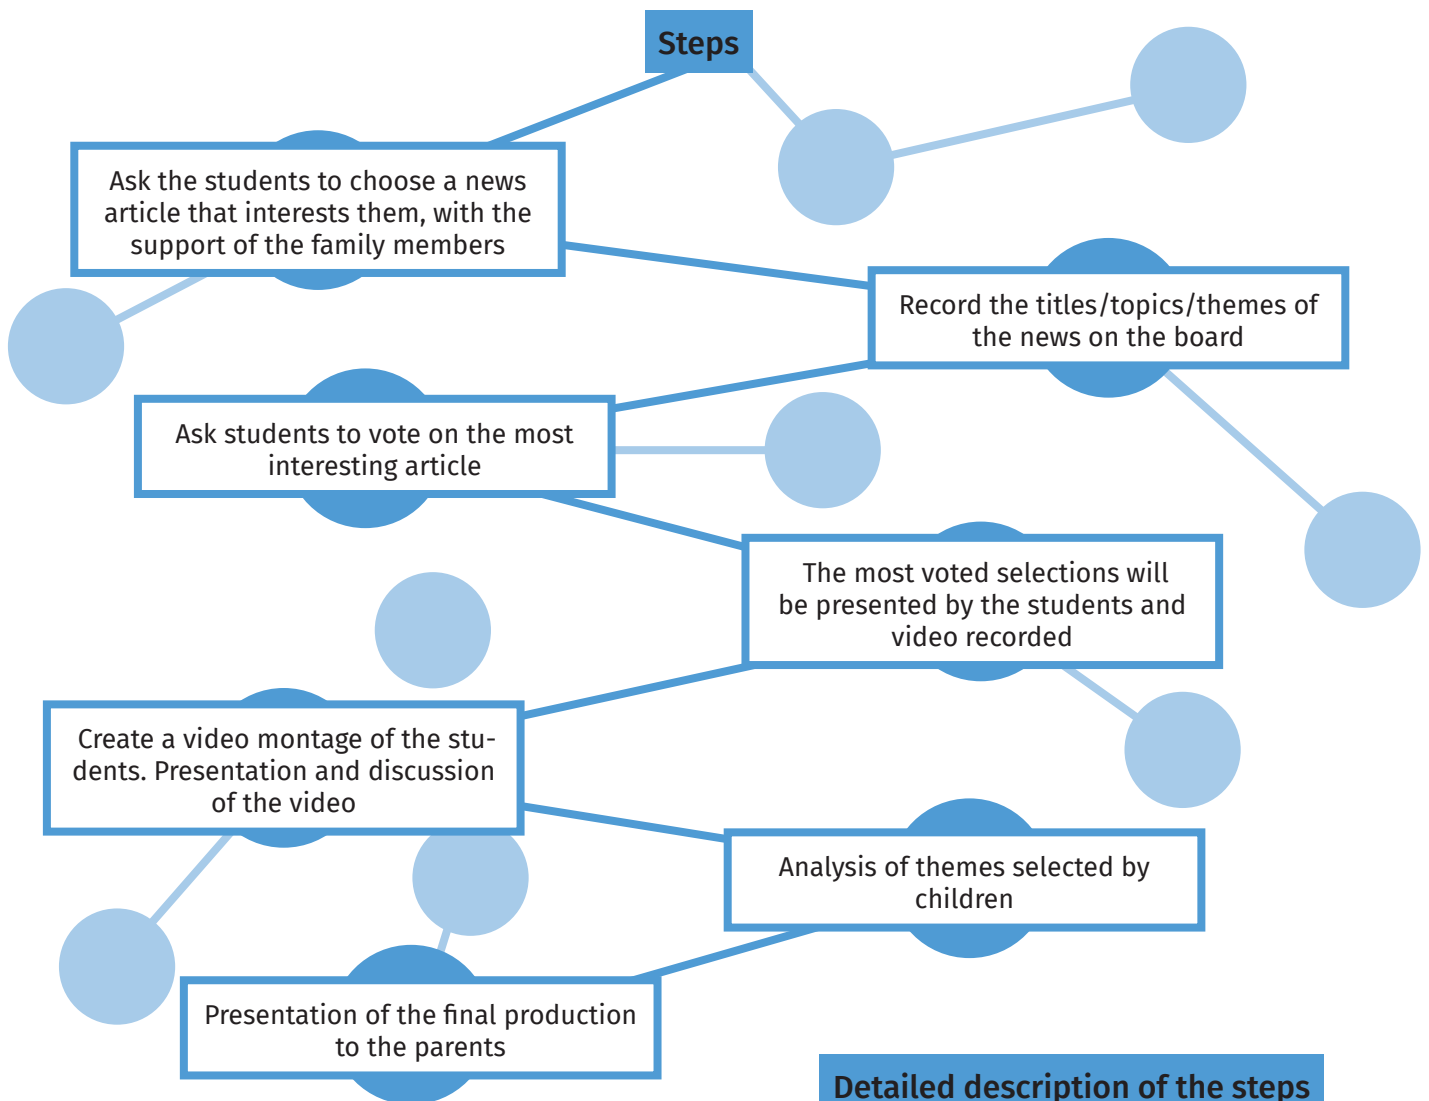 Steps
Ask the students to choose a news
article that interests them, with the
support of the family members
Record the titles/topics/themes of
the news on the board
Ask students to vote on the most
interesting article
The most voted selections will
be presented by the students and
video recorded
Create a video montage of the stu-
dents. Presentation and discussion
of the video
Analysis of themes selected by
children
Presentation of the final production
to the parents
Detailed description of the steps